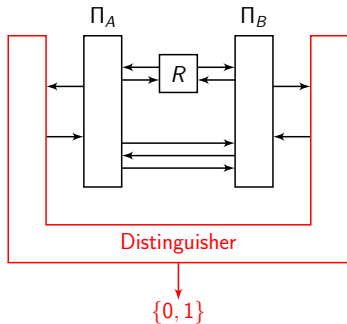 Π_A Π_B
R
Distinguisher
{0, 1}